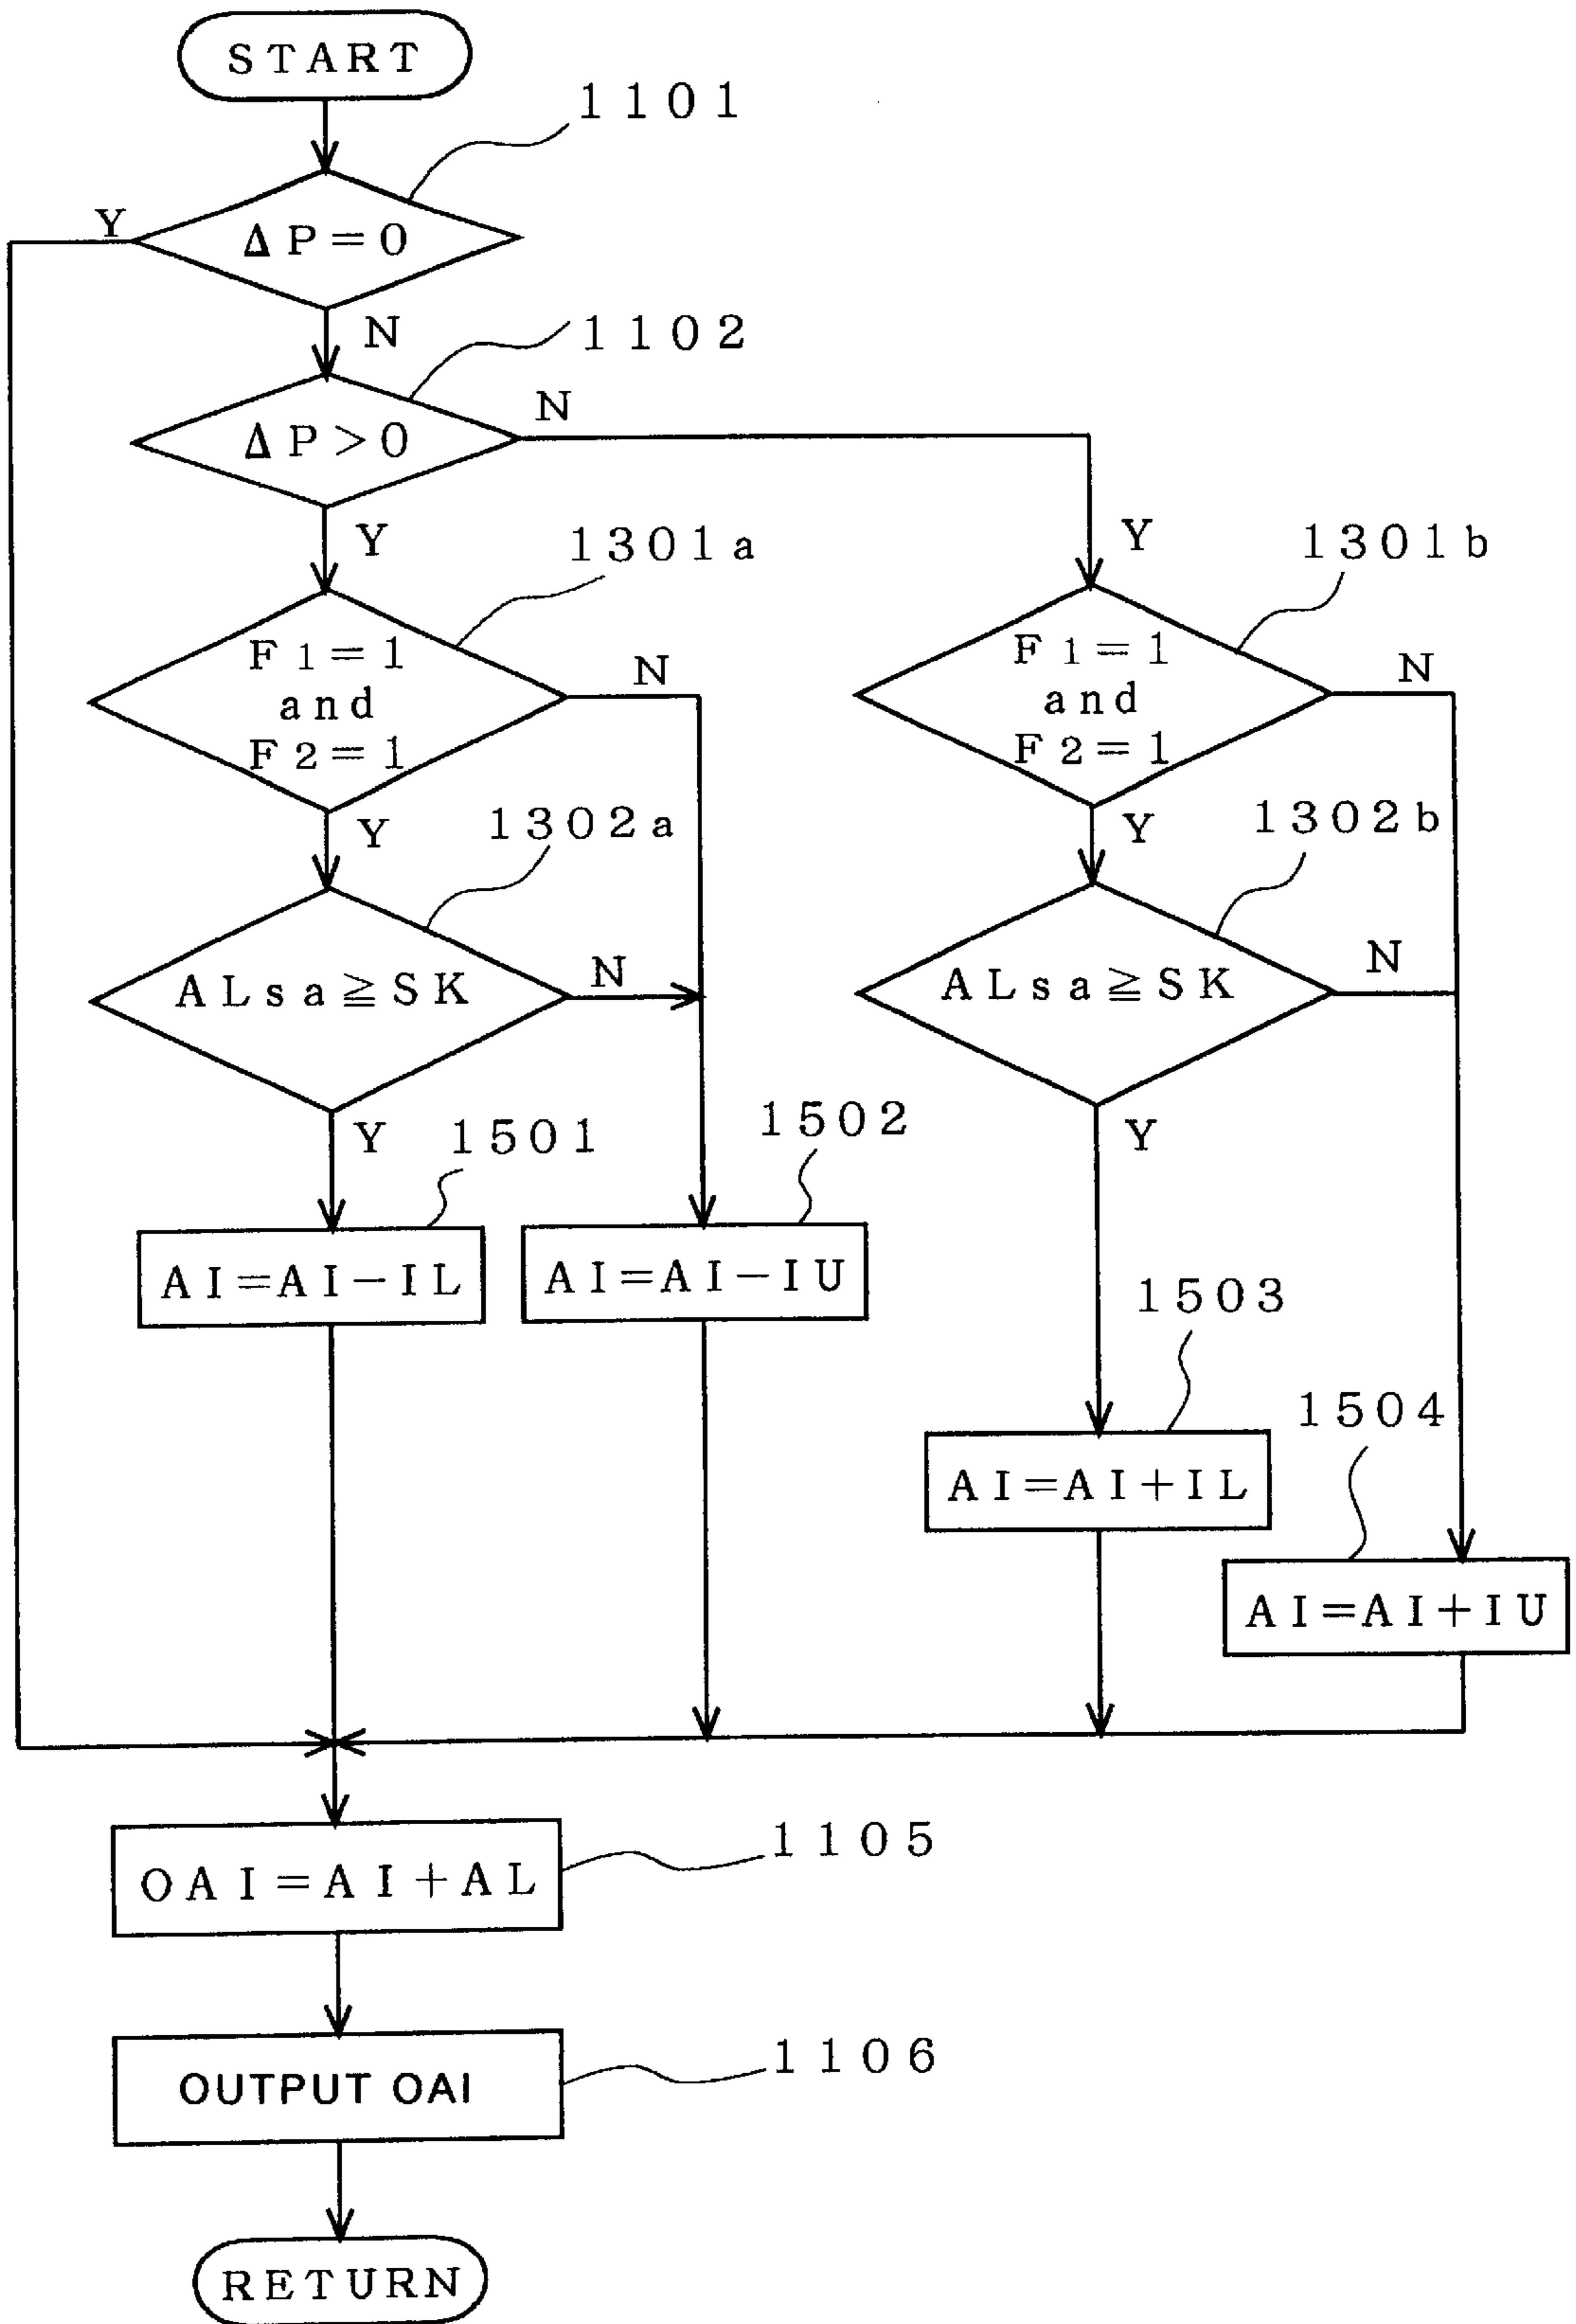 START
1101
Y
ΔP=0
N
1102
N
ΔP>0
Y
1301a
Y
1301b
F1=1
and
F2=1
N
F1=1
and
F2=1
N
Y
1302a
Y
1302b
ALsa≧SK
N
ALsa≧SK
N
Y
1501
1502
Y
AI=AI-IL
AI=AI-IU
1503
1504
AI=AI+IL
AI=AI+IU
OAI=AI+AL
1105
OUTPUT OAI
1106
RETURN